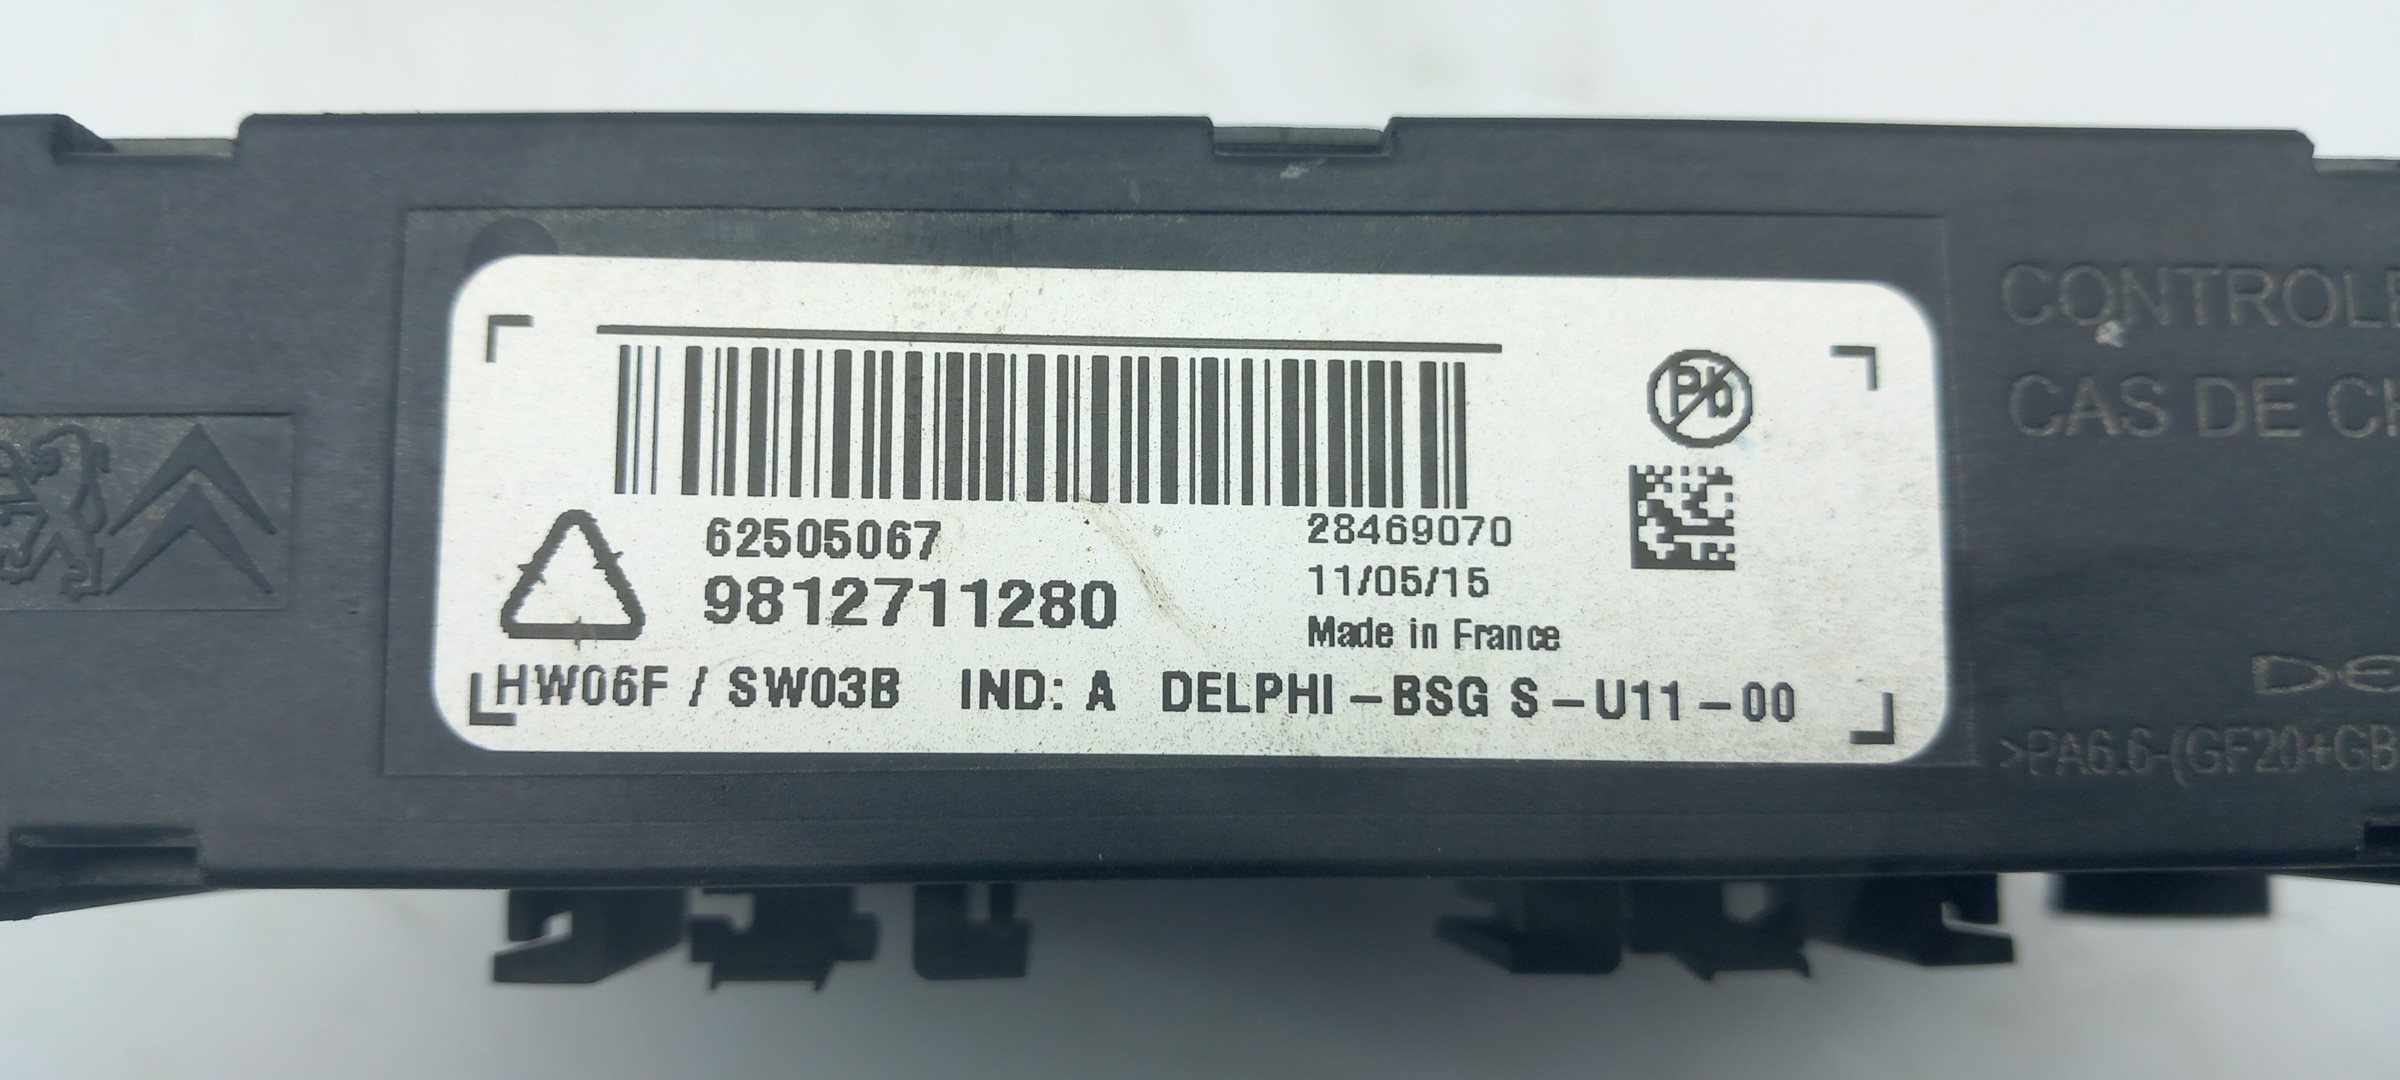 62505067
9812711280
28469070
11/05/15
Made in France
HW06F / SW03B IND: A DELPHI-BSG S-U11-00
Pb
CAS DE
>PA6.6-(GF20+GB